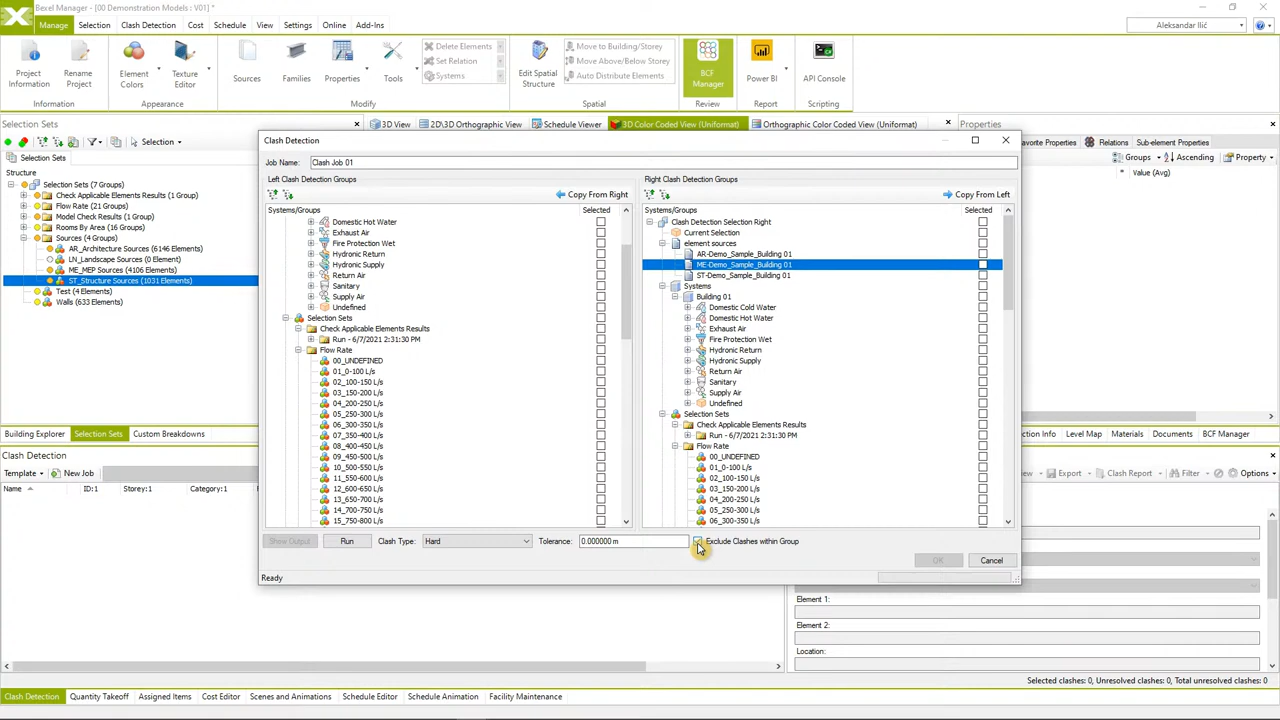 Bexel Manager - [00 Demonstration Models : V01]
Manage Selection Clash Detection Cost Schedule View Settings Online Add-Ins
Aleksandar Ilić
Project Information
Rename Project
Element Colors
Texture Editor
Sources
Families
Properties
Tools
Delete Elements
Set Relation
Systems
Edit Spatial Structure
Move to Building/Storey
Move Above/Below Storey
Auto Distribute Elements
BCF Manager
Power BI
API Console
Information Appearance Modify Spatial Review Report Scripting
Selection Sets
3D View 2D\3D Orthographic View Schedule Viewer 3D Color Coded View (Uniformat) Orthographic Color Coded View (Uniformat)
Properties
Selection
Selection Sets
Structure
Selection Sets (7 Groups)
Check Applicable Elements Results (1 Group)
Flow Rate (21 Groups)
Model Check Results (1 Group)
Rooms By Area (16 Groups)
Sources (4 Groups)
AR_Architecture Sources (6146 Elements)
LN_Landscape Sources (0 Element)
ME_MEP Sources (4106 Elements)
ST_Structure Sources (1031 Elements)
Test (4 Elements)
Walls (633 Elements)
Building Explorer Selection Sets Custom Breakdowns
Clash Detection
Template New Job
Name ID:1 Storey:1 Category:1
Clash Detection
Job Name: Clash Job 01
Left Clash Detection Groups
Copy From Right
Systems/Groups Selected
Domestic Hot Water
Exhaust Air
Fire Protection Wet
Hydronic Return
Hydronic Supply
Return Air
Sanitary
Supply Air
Undefined
Selection Sets
Check Applicable Elements Results
Run - 6/7/2021 2:31:30 PM
Flow Rate
00_UNDEFINED
01_0-100 L/s
02_100-150 L/s
03_150-200 L/s
04_200-250 L/s
05_250-300 L/s
06_300-350 L/s
07_350-400 L/s
08_400-450 L/s
09_450-500 L/s
10_500-550 L/s
11_550-600 L/s
12_600-650 L/s
13_650-700 L/s
14_700-750 L/s
15_750-800 L/s
Right Clash Detection Groups
Copy From Left
Systems/Groups Selected
Clash Detection Selection Right
Current Selection
element sources
AR-Demo_Sample_Building 01
ME-Demo_Sample_Building 01
ST-Demo_Sample_Building 01
Systems
Building 01
Domestic Cold Water
Domestic Hot Water
Exhaust Air
Fire Protection Wet
Hydronic Return
Hydronic Supply
Return Air
Sanitary
Supply Air
Undefined
Selection Sets
Check Applicable Elements Results
Run - 6/7/2021 2:31:30 PM
Flow Rate
00_UNDEFINED
01_0-100 L/s
02_100-150 L/s
03_150-200 L/s
04_200-250 L/s
05_250-300 L/s
06_300-350 L/s
Show Output Run Clash Type: Hard Tolerance: 0.000000 m Exclude Clashes within Group
OK Cancel
Ready
Relations Sub-element Properties
Groups Ascending Property
* Value (Avg)
Level Map Materials Documents BCF Manager
Export Clash Report Filter Options
Element 1:
Element 2:
Location:
Selected clashes: 0, Unresolved clashes: 0, Total unresolved clashes: 0
Clash Detection Quantity Takeoff Assigned Items Cost Editor Scenes and Animations Schedule Editor Schedule Animation Facility Maintenance